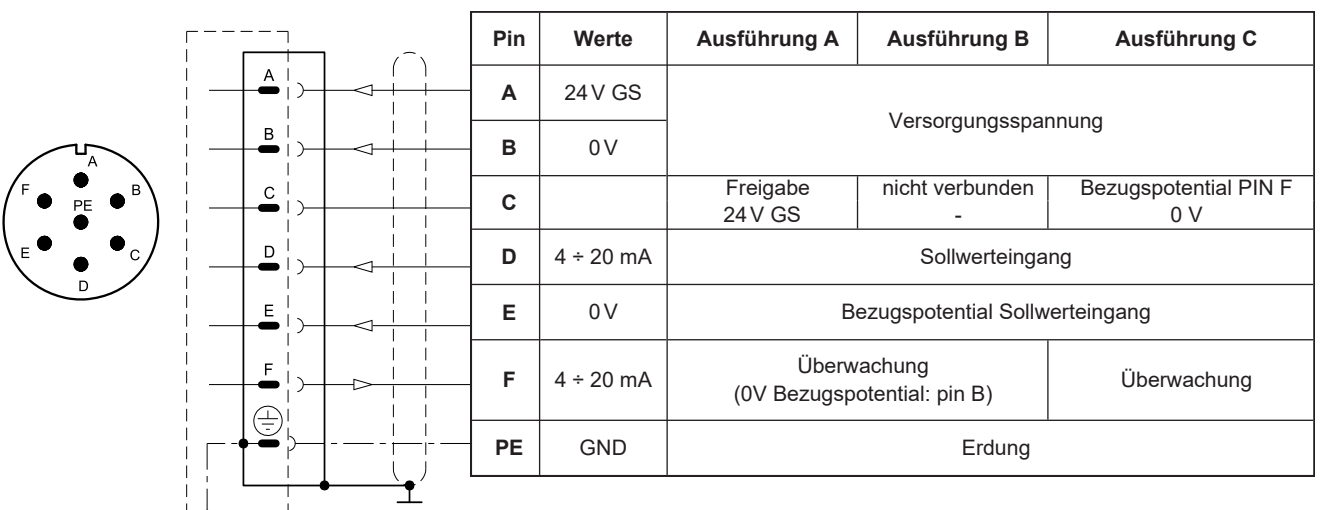 Pin Werte Ausführung A Ausführung B Ausführung C
A 24 V GS
Versorgungsspannung
B 0 V
C Freigabe nicht verbunden Bezugspotential PIN F
24 V GS - 0 V
D 4 ÷ 20 mA Sollwerteingang
E 0 V Bezugspotential Sollwerteingang
F 4 ÷ 20 mA Überwachung
(0V Bezugspotential: pin B) Überwachung
PE GND Erdung
A
B
C
D
E
F
A
F B
PE
E C
D